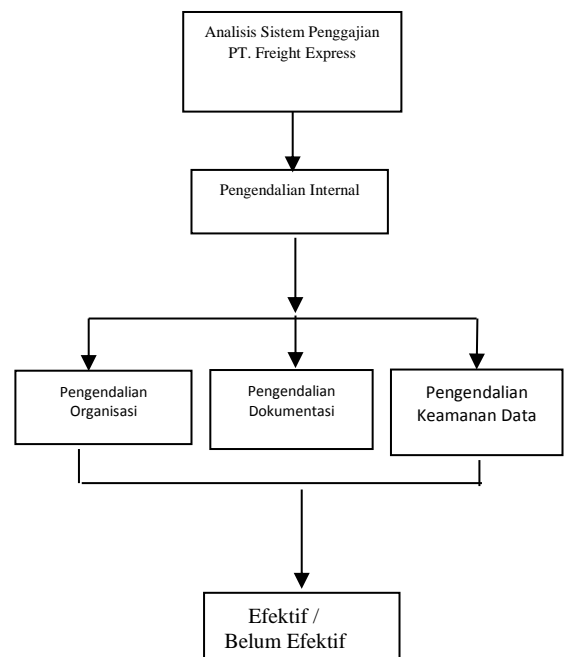 Analisis Sistem Penggajian
PT. Freight Express
Pengendalian Internal
Pengendalian
Organisasi
Pengendalian
Dokumentasi
Pengendalian
Keamanan Data
Efektif /
Belum Efektif